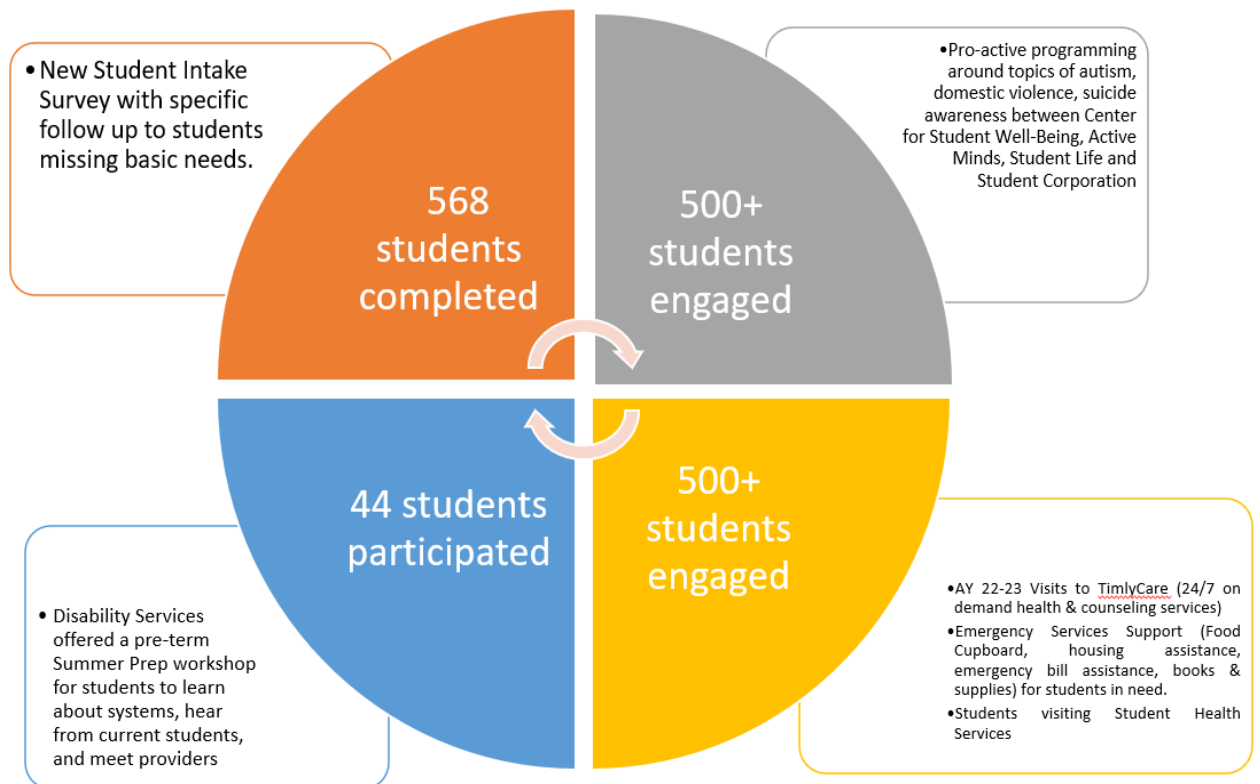 •New Student Intake
Survey with specific
follow up to students
missing basic needs.
568
students
completed
500+
students
engaged
•Pro-active programming
around topics of autism,
domestic violence, suicide
awareness between Center
for Student Well-Being, Active
Minds, Student Life and
Student Corporation
44 students
participated
• Disability Services
offered a pre-term
Summer Prep workshop
for students to learn
about systems, hear
from current students,
and meet providers
500+
students
engaged
•AY 22-23 Visits to TimlyCare (24/7 on
demand health & counseling services)
•Emergency Services Support (Food
Cupboard, housing assistance,
emergency bill assistance, books &
supplies) for students in need.
•Students visiting Student Health
Services